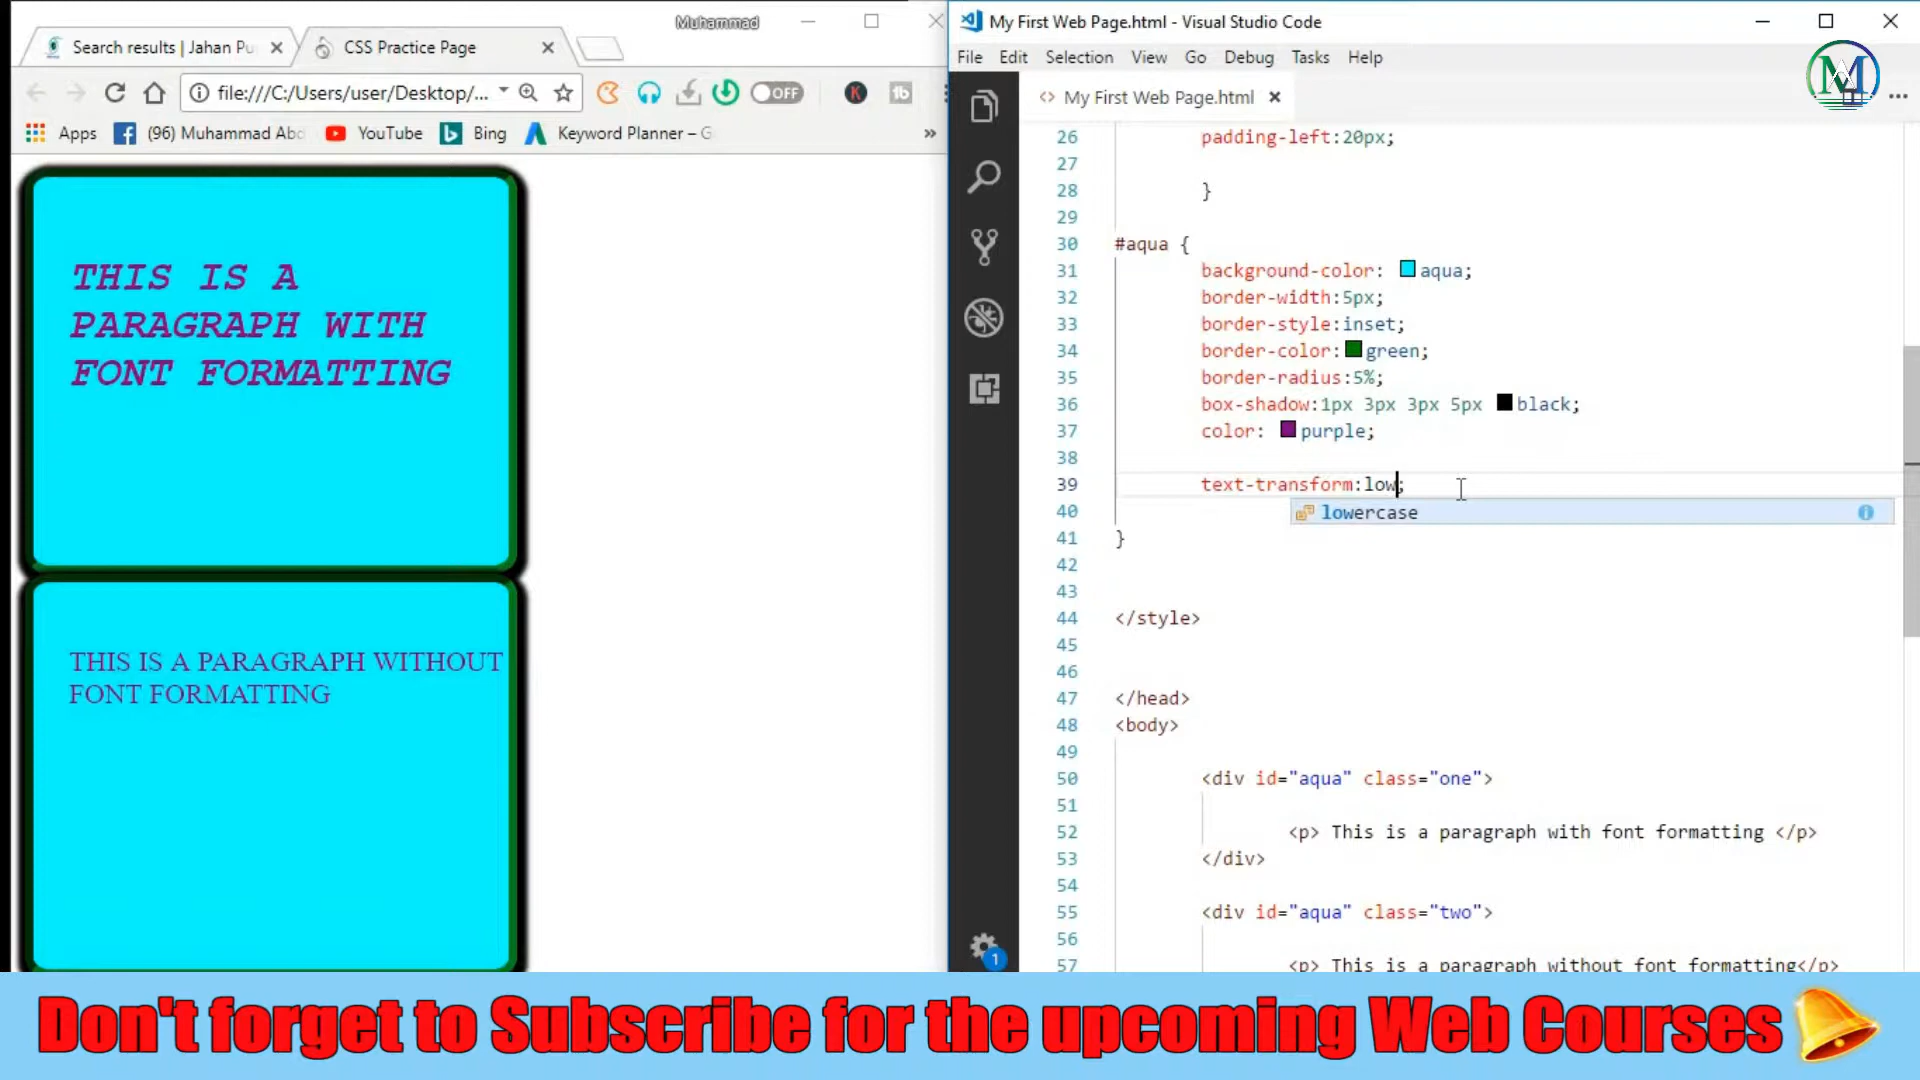 Muhammad
Search results | Jahan Pu
CSS Practice Page
file:///C:/Users/user/Desktop/...
OFF
K
tb
Apps
(96) Muhammad Abd
YouTube
Bing
Keyword Planner – G
»
THIS IS A
PARAGRAPH WITH
FONT FORMATTING
THIS IS A PARAGRAPH WITHOUT
FONT FORMATTING
My First Web Page.html - Visual Studio Code
File Edit Selection View Go Debug Tasks Help
M
<> My First Web Page.html
26 padding-left:20px;
27
28 }
29
30 #aqua {
31 background-color: aqua;
32 border-width:5px;
33 border-style:inset;
34 border-color: green;
35 border-radius:5%;
36 box-shadow:1px 3px 3px 5px black;
37 color: purple;
38
39 text-transform:low;
40 lowercase
41 }
42
43
44 </style>
45
46
47 </head>
48 <body>
49
50 <div id="aqua" class="one">
51
52 <p> This is a paragraph with font formatting </p>
53 </div>
54
55 <div id="aqua" class="two">
56
57 <p> This is a paragraph without font formatting</p>
1
Don't forget to Subscribe for the upcoming Web Courses